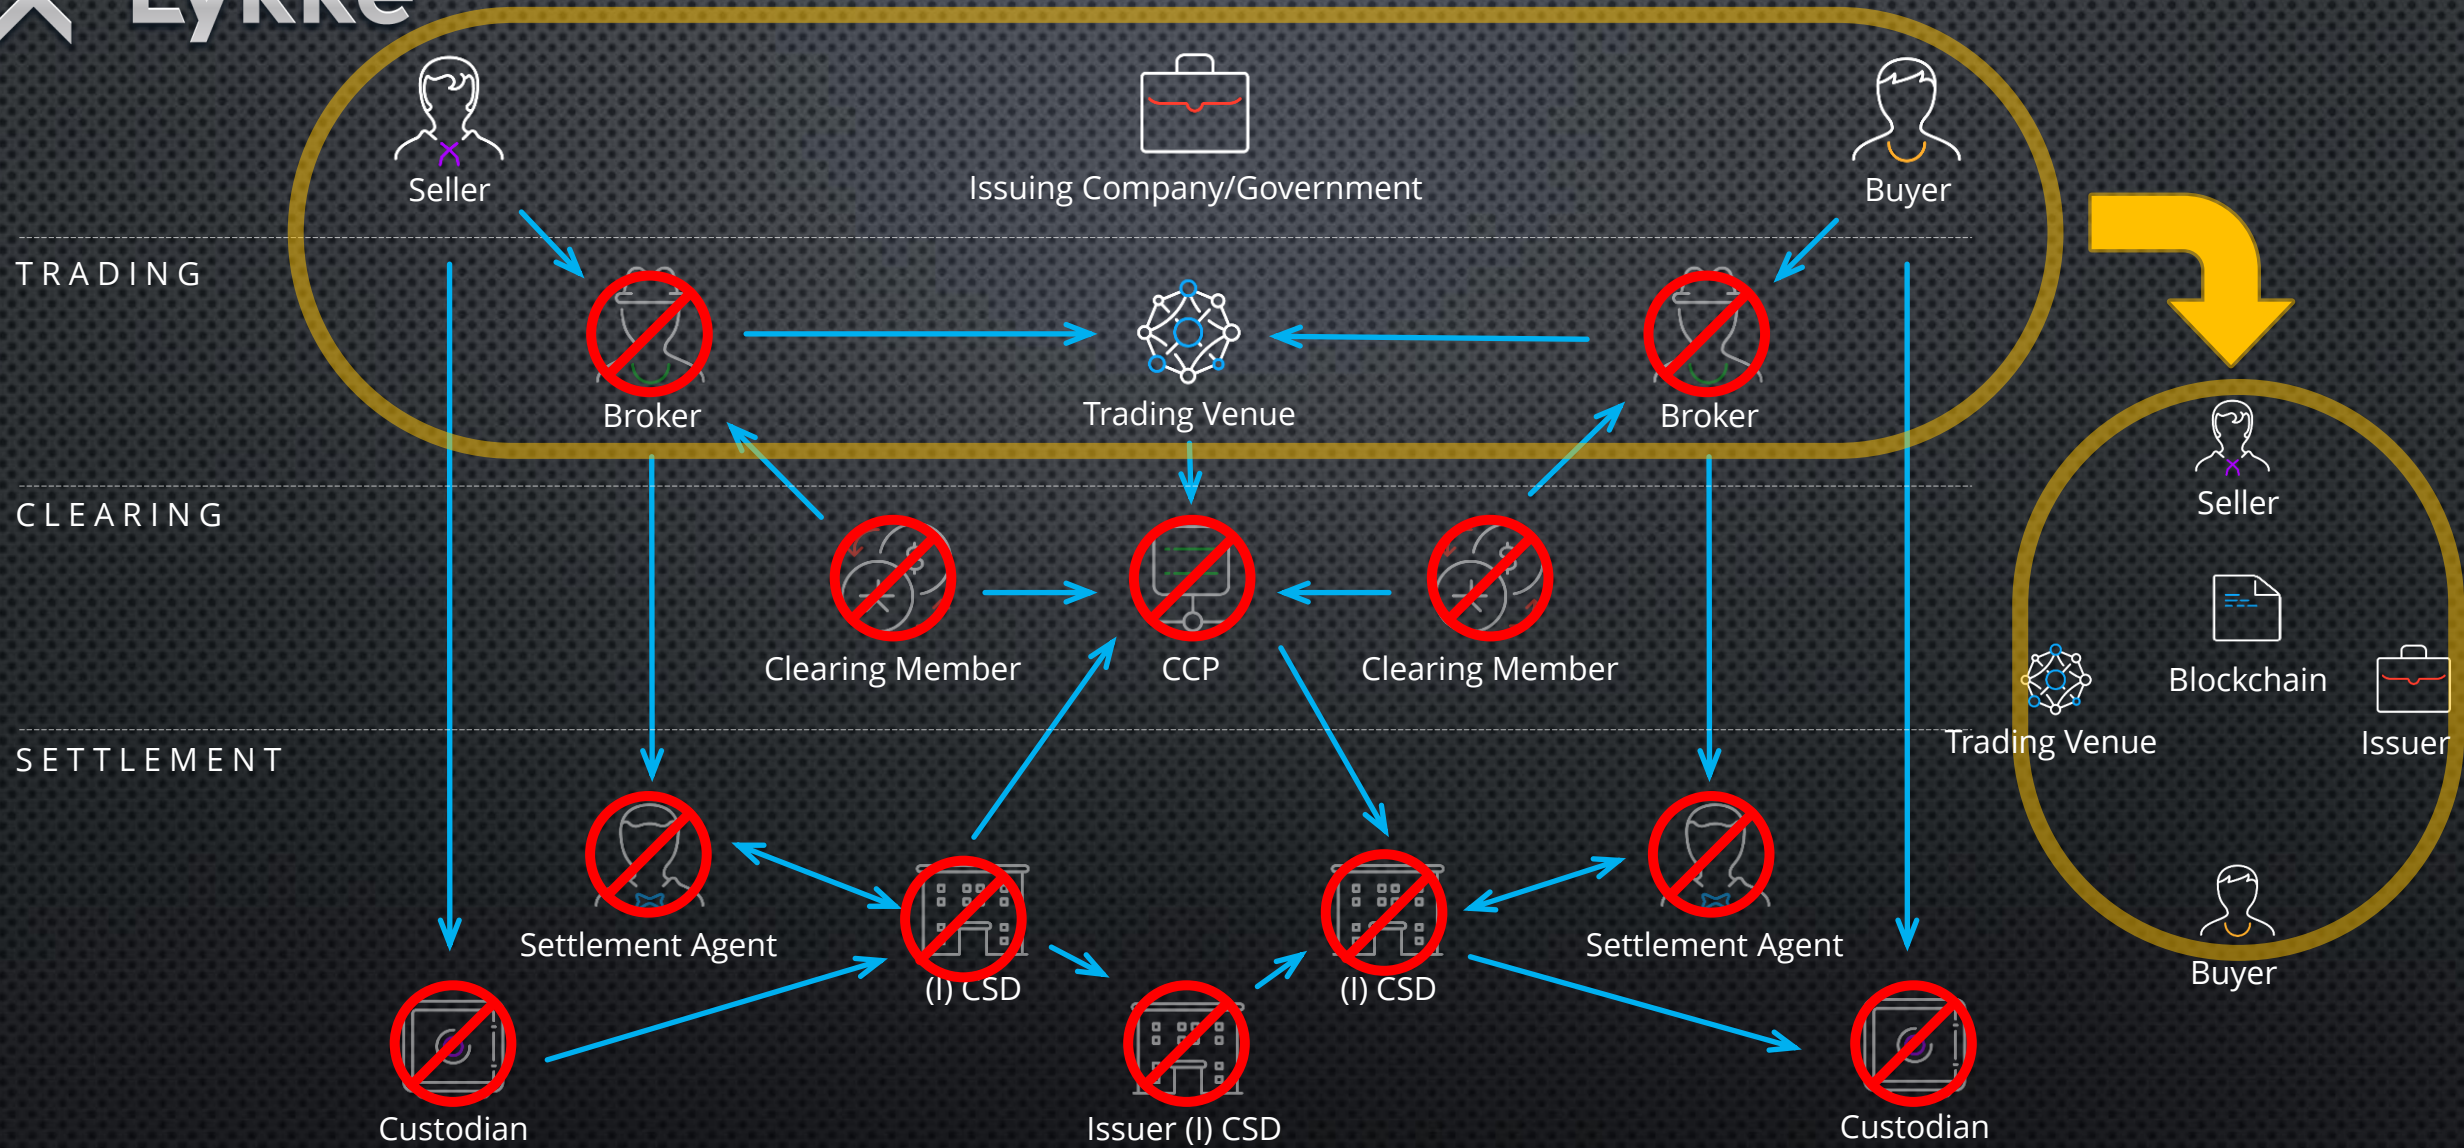 Lykke
Seller
Issuing Company/Government
Buyer
TRADING
Broker
Trading Venue
Broker
CLEARING
Clearing Member
CCP
Clearing Member
SETTLEMENT
Settlement Agent
(I) CSD
(I) CSD
Settlement Agent
Custodian
Issuer (I) CSD
Custodian
Seller
Blockchain
Trading Venue
Issuer
Buyer